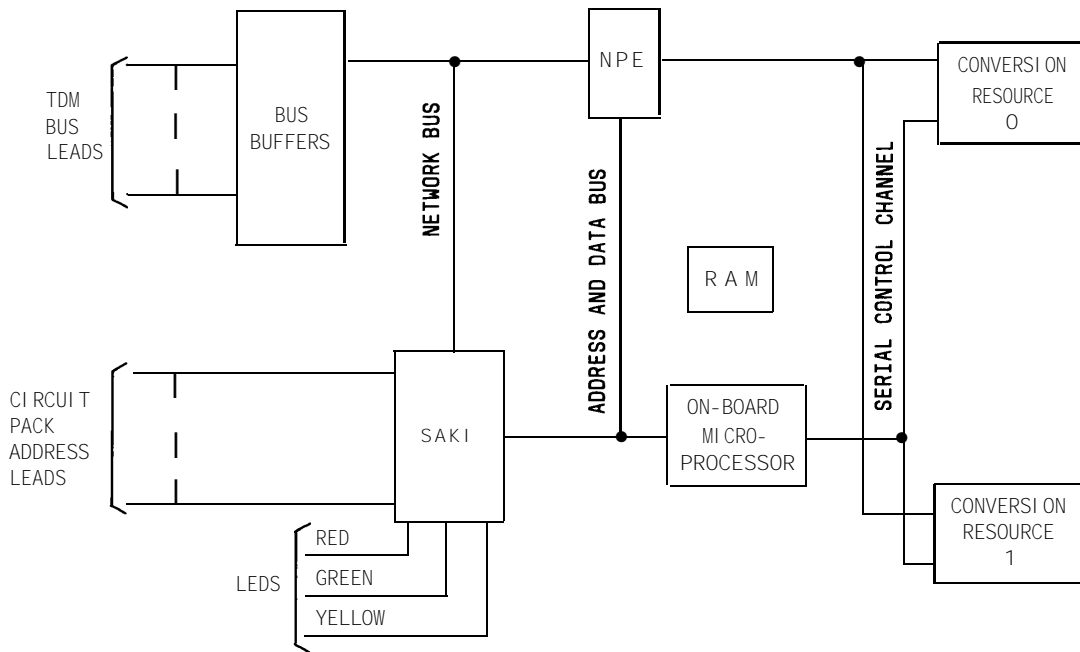 TDM
BUS
LEADS
BUS
BUFFERS
NETWORK BUS
NPE
ADDRESS AND DATA BUS
RAM
SERIAL CONTROL CHANNEL
CONVERSION
RESOURCE
0
CIRCUIT
PACK
ADDRESS
LEADS
SAKI
ON-BOARD
MICRO-
PROCESSOR
CONVERSION
RESOURCE
1
LEDS
RED
GREEN
YELLOW